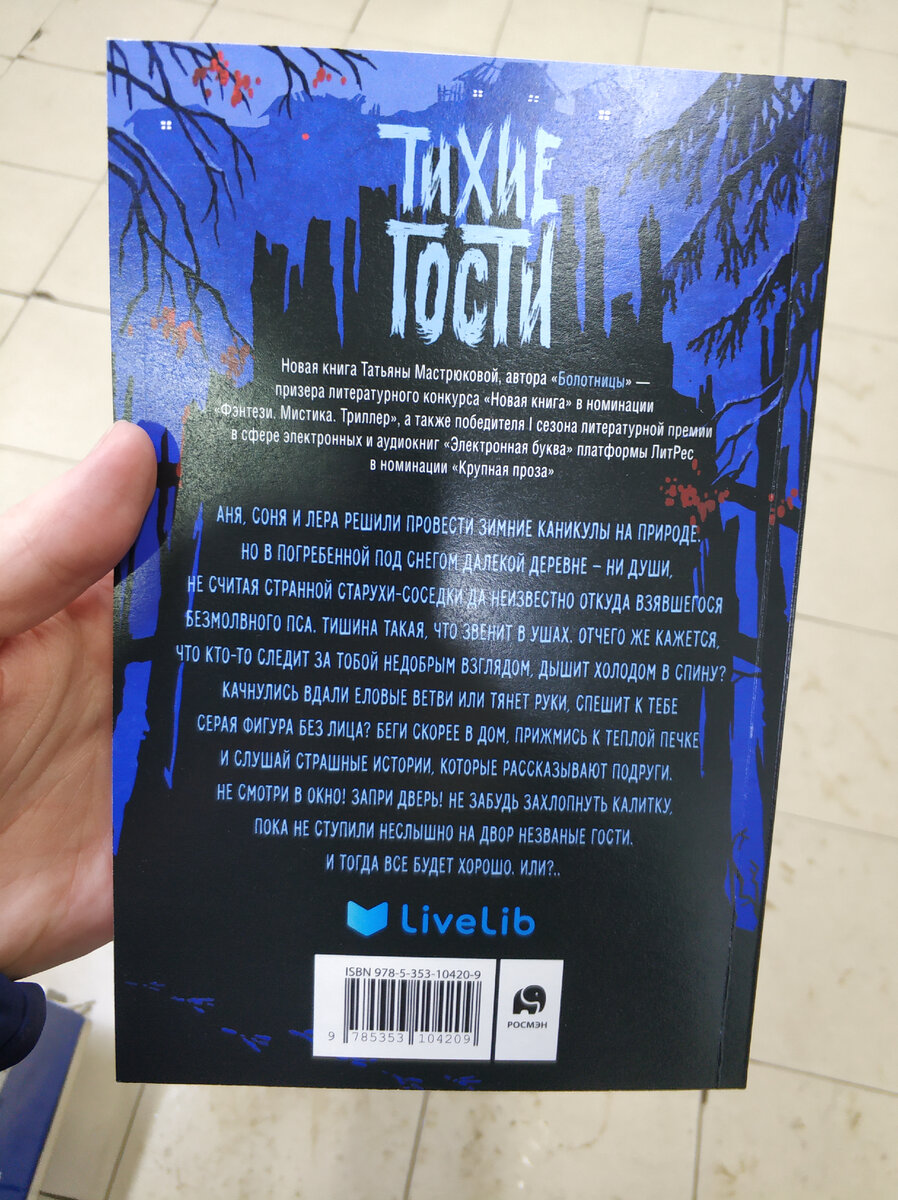 ТИХИЕ
ГОСТИ
Новая книга Татьяны Мастрюковой, автора «Болотницы» —
призера литературного конкурса «Новая книга» в номинации
«Фэнтези. Мистика. Триллер», а также победителя I сезона литературной премии
в сфере электронных и аудиокниг «Электронная буква» платформы ЛитРес
в номинации «Крупная проза»
АНЯ, СОНЯ И ЛЕРА РЕШИЛИ ПРОВЕСТИ ЗИМНИЕ КАНИКУЛЫ НА ПРИРОДЕ.
НО В ПОГРЕБЕННОЙ ПОД СНЕГОМ ДАЛЕКОЙ ДЕРЕВНЕ – НИ ДУШИ,
НЕ СЧИТАЯ СТРАННОЙ СТАРУХИ-СОСЕДКИ ДА НЕИЗВЕСТНО ОТКУДА ВЗЯВШЕГОСЯ
БЕЗМОЛВНОГО ПСА. ТИШИНА ТАКАЯ, ЧТО ЗВЕНИТ В УШАХ. ОТЧЕГО ЖЕ КАЖЕТСЯ,
ЧТО КТО-ТО СЛЕДИТ ЗА ТОБОЙ НЕДОБРЫМ ВЗГЛЯДОМ, ДЫШИТ ХОЛОДОМ В СПИНУ?
КАЧНУЛИСЬ ВДАЛИ ЕЛОВЫЕ ВЕТВИ ИЛИ ТЯНЕТ РУКИ, СПЕШИТ К ТЕБЕ
СЕРАЯ ФИГУРА БЕЗ ЛИЦА? БЕГИ СКОРЕЕ В ДОМ, ПРИЖМИСЬ К ТЕПЛОЙ ПЕЧКЕ
И СЛУШАЙ СТРАШНЫЕ ИСТОРИИ, КОТОРЫЕ РАССКАЗЫВАЮТ ПОДРУГИ.
НЕ СМОТРИ В ОКНО! ЗАПРИ ДВЕРЬ! НЕ ЗАБУДЬ ЗАХЛОПНУТЬ КАЛИТКУ,
ПОКА НЕ СТУПИЛИ НЕСЛЫШНО НА ДВОР НЕЗВАНЫЕ ГОСТИ.
И ТОГДА ВСЕ БУДЕТ ХОРОШО. ИЛИ?..
LiveLib
ISBN 978-5-353-10420-9
9 785353 104209
РОСМЭН